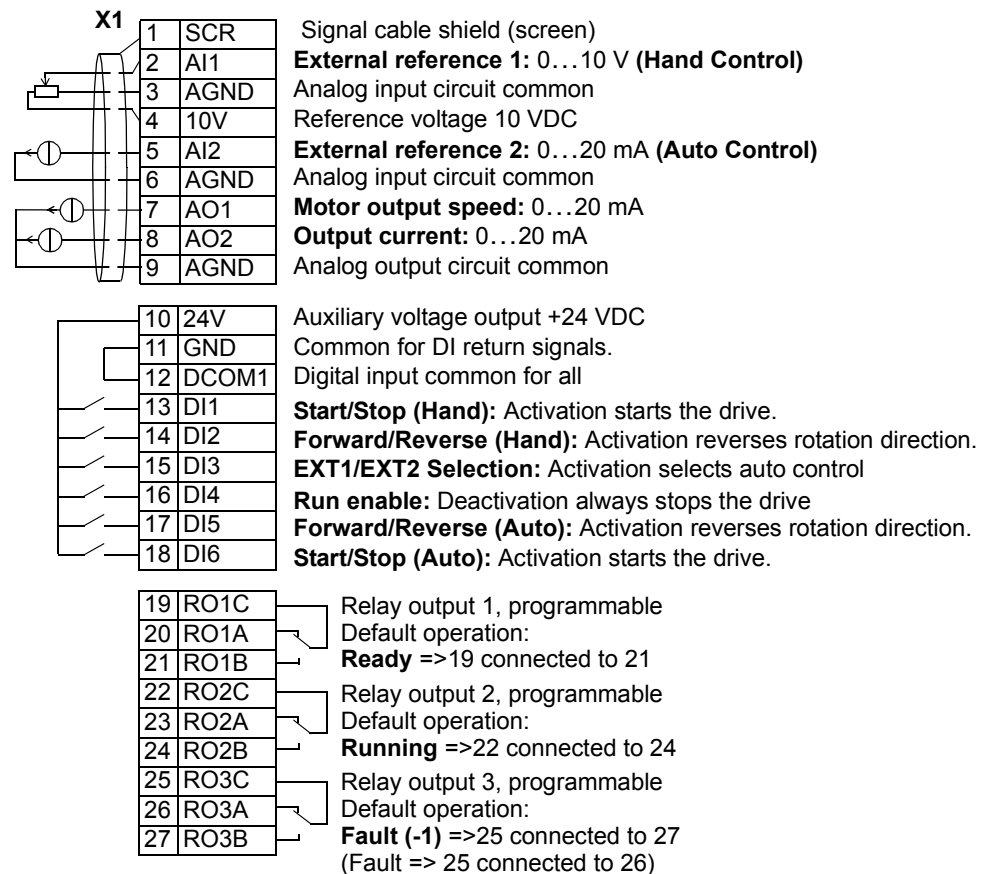 X1
1 SCR Signal cable shield (screen)
2 AI1 External reference 1: 0…10 V (Hand Control)
3 AGND Analog input circuit common
4 10V Reference voltage 10 VDC
5 AI2 External reference 2: 0…20 mA (Auto Control)
6 AGND Analog input circuit common
7 AO1 Motor output speed: 0…20 mA
8 AO2 Output current: 0…20 mA
9 AGND Analog output circuit common
10 24V Auxiliary voltage output +24 VDC
11 GND Common for DI return signals.
12 DCOM1 Digital input common for all
13 DI1 Start/Stop (Hand): Activation starts the drive.
14 DI2 Forward/Reverse (Hand): Activation reverses rotation direction.
15 DI3 EXT1/EXT2 Selection: Activation selects auto control
16 DI4 Run enable: Deactivation always stops the drive
17 DI5 Forward/Reverse (Auto): Activation reverses rotation direction.
18 DI6 Start/Stop (Auto): Activation starts the drive.
19 RO1C Relay output 1, programmable
20 RO1A Default operation:
21 RO1B Ready =>19 connected to 21
22 RO2C Relay output 2, programmable
23 RO2A Default operation:
24 RO2B Running =>22 connected to 24
25 RO3C Relay output 3, programmable
26 RO3A Default operation:
27 RO3B Fault (-1) =>25 connected to 27
(Fault => 25 connected to 26)